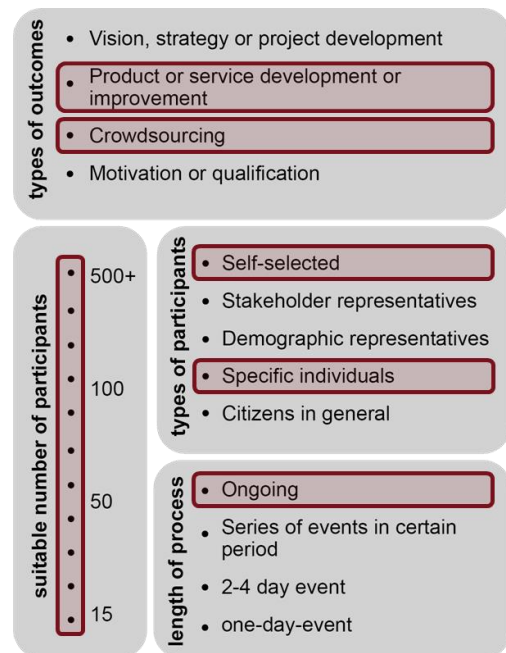 types of outcomes
• Vision, strategy or project development
• Product or service development or
improvement
• Crowdsourcing
• Motivation or qualification
suitable number of participants
• 500+
•
•
• 100
•
•
• 50
•
•
•
• 15
types of participants
• Self-selected
• Stakeholder representatives
• Demographic representatives
• Specific individuals
• Citizens in general
length of process
• Ongoing
• Series of events in certain
period
• 2-4 day event
• one-day-event